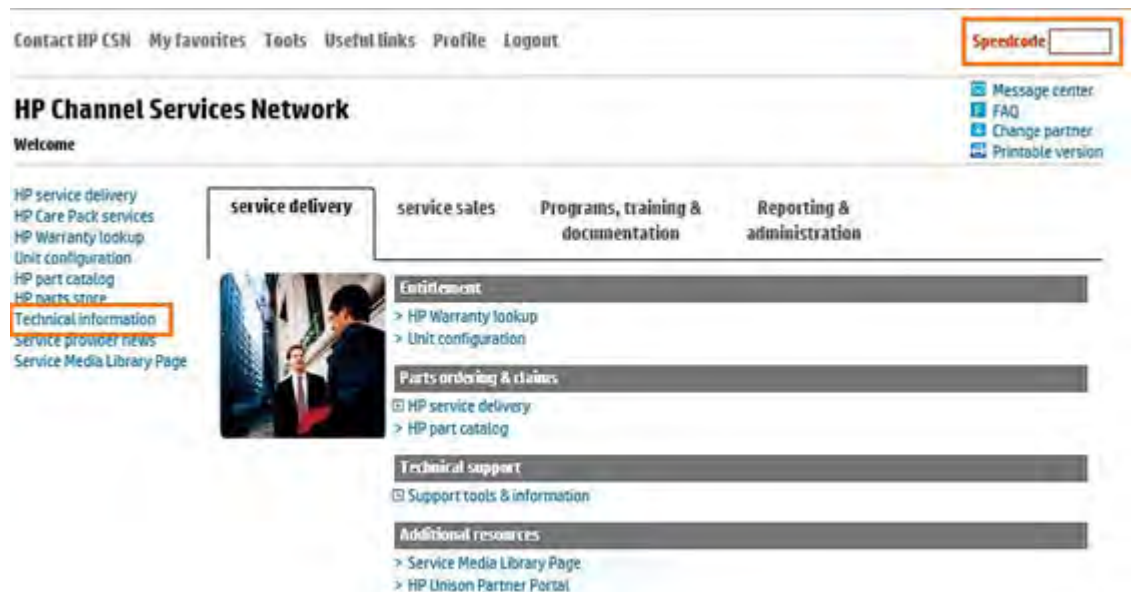 Contact HP CSN My favorites Tools Useful links Profile Logout
Speedcode
Message center
FAQ
Change partner
Printable version
HP Channel Services Network
Welcome
HP service delivery
HP Care Pack services
HP Warranty lookup
Unit configuration
HP part catalog
HP parts store
Technical information
Service provider news
Service Media Library Page
service delivery
service sales
Programs, training &
documentation
Reporting &
administration
Entitlement
> HP Warranty lookup
> Unit configuration
Parts ordering & claims
HP service delivery
> HP part catalog
Technical support
Support tools & information
Additional resources
> Service Media Library Page
> HP Unison Partner Portal